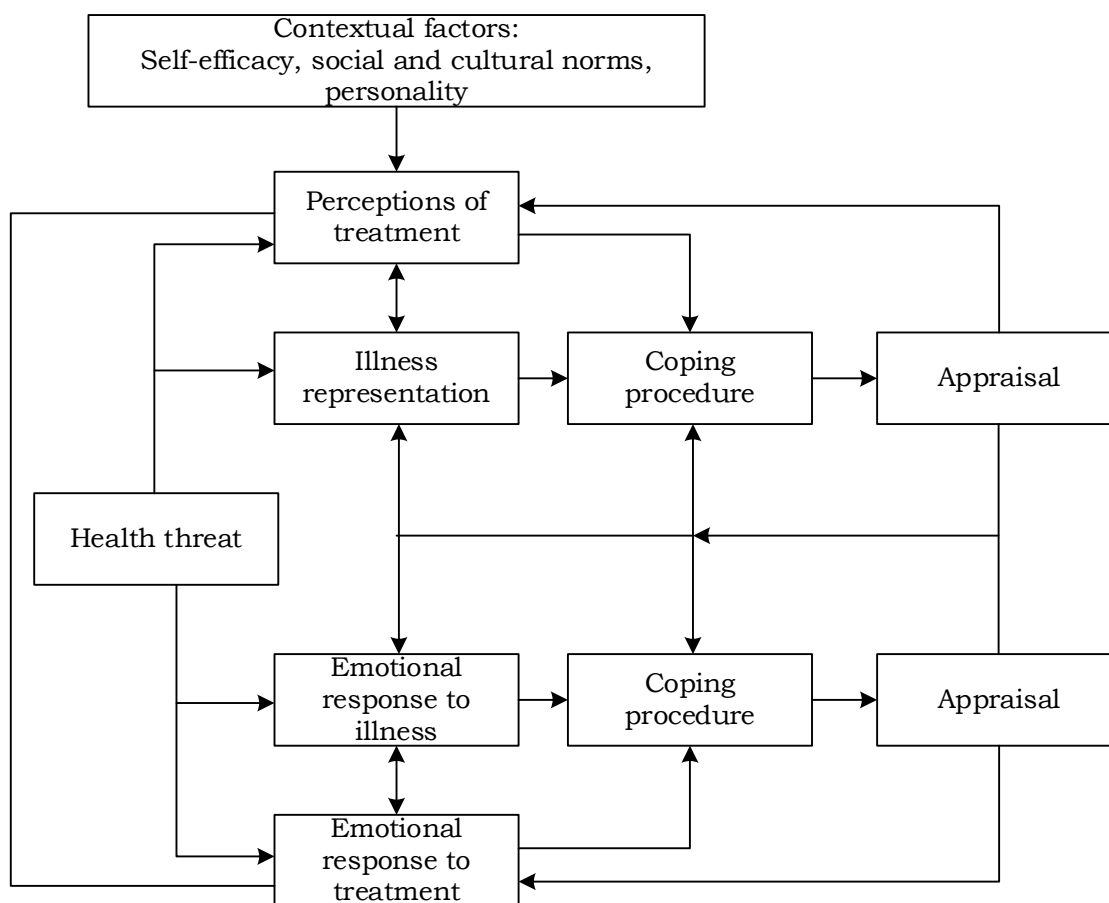 Contextual factors:
Self-efficacy, social and cultural norms,
personality
Perceptions of
treatment
Illness
representation
Coping
procedure
Appraisal
Health threat
Emotional
response to
illness
Coping
procedure
Appraisal
Emotional
response to
treatment